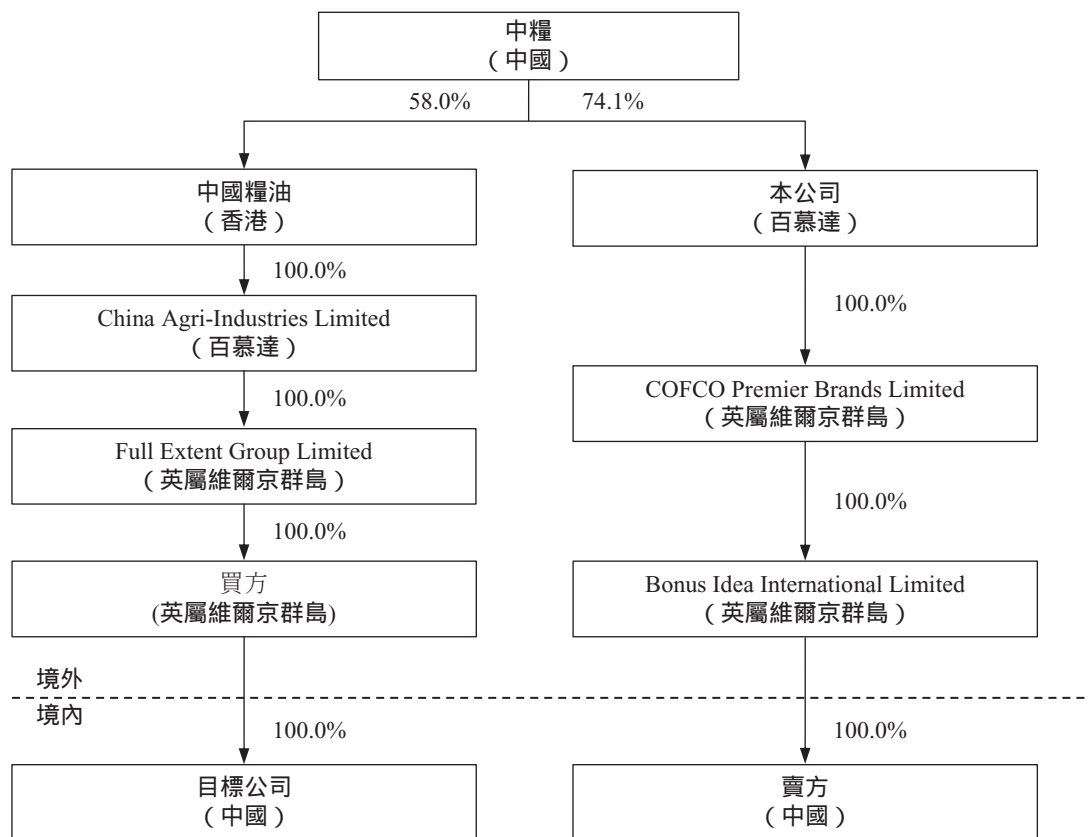 中糧
（中國）
58.0%
74.1%
中國糧油
（香港）
本公司
（百慕達）
100.0%
China Agri-Industries Limited
（百慕達）
100.0%
COFCO Premier Brands Limited
（英屬維爾京群島）
100.0%
Full Extent Group Limited
（英屬維爾京群島）
100.0%
100.0%
買方
(英屬維爾京群島)
Bonus Idea International Limited
（英屬維爾京群島）
境外
境內
100.0%
100.0%
目標公司
（中國）
賣方
（中國）